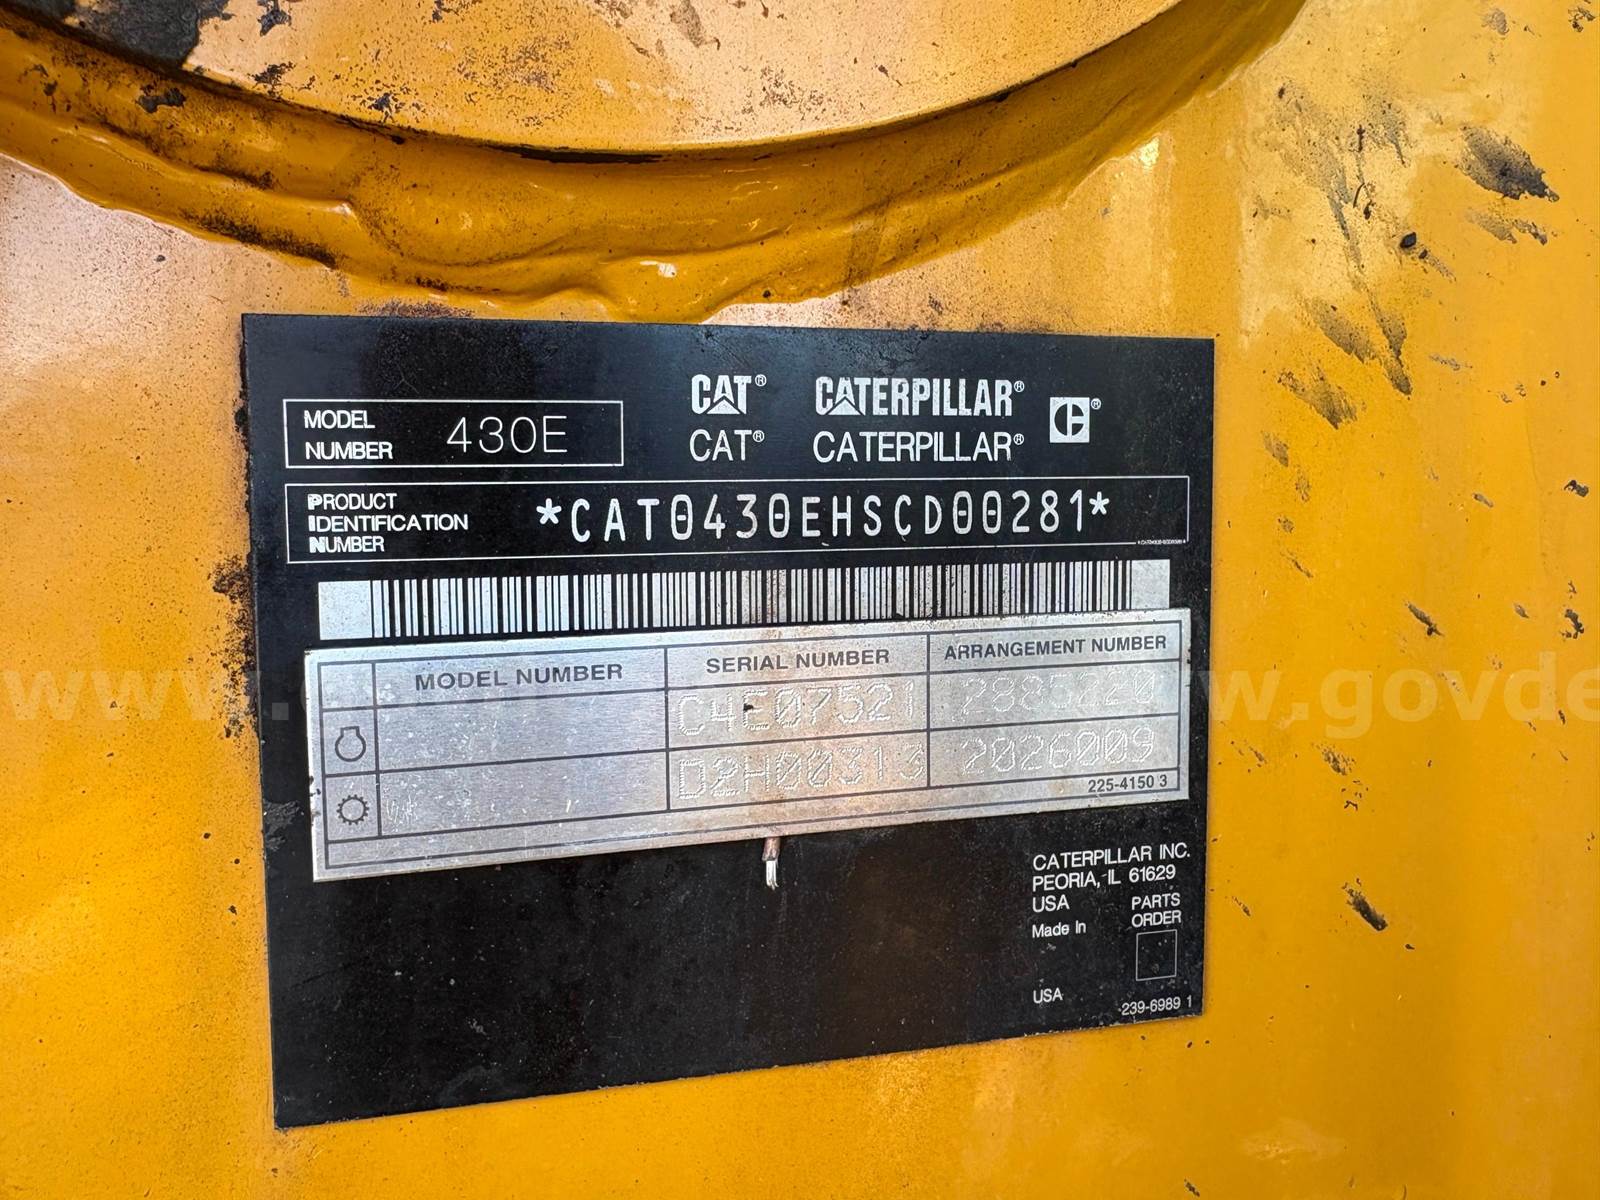 CAT® CATERPILLAR® ®
MODEL NUMBER 430E
CAT® CATERPILLAR®
PRODUCT IDENTIFICATION NUMBER
*CAT0430EHSCD00281*
MODEL NUMBER SERIAL NUMBER ARRANGEMENT NUMBER
C4E07521 2985220
D2H00313 2026009
225-4150 3
CATERPILLAR INC.
PEORIA, IL 61629
USA PARTS
Made In ORDER
USA
239-6989 1